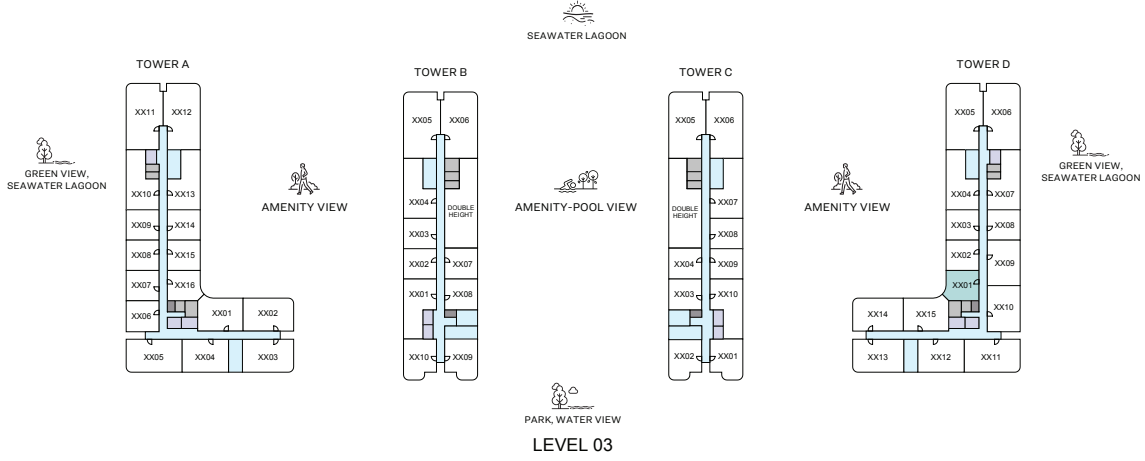 SEAWATER LAGOON
TOWER A
TOWER B
TOWER C
TOWER D
XX11 XX12
XX05 XX06
XX05 XX06
XX05 XX06
GREEN VIEW,
SEAWATER LAGOON
GREEN VIEW,
SEAWATER LAGOON
AMENITY VIEW
AMENITY-POOL VIEW
AMENITY VIEW
XX10 XX13
XX09 XX14
XX08 XX15
XX07 XX16
XX06 XX01 XX02
XX05 XX04 XX03
XX04
DOUBLE
HEIGHT
XX03
XX02 XX07
XX01 XX08
XX10 XX09
XX07
DOUBLE
HEIGHT
XX08
XX04 XX09
XX03 XX10
XX02 XX01
XX04 XX07
XX03
XX02 XX09
XX01
XX10
XX14 XX15
XX13 XX12 XX11
PARK, WATER VIEW
LEVEL 03